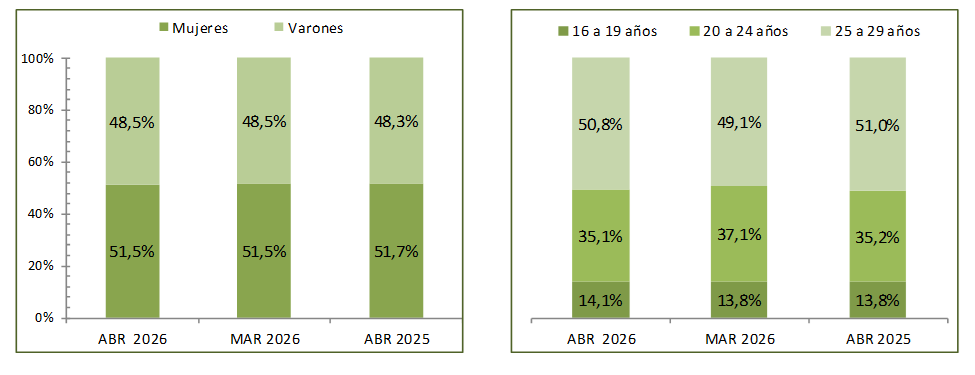 Mujeres Varones
100%
80%
60%
40%
20%
0%
48,5% 48,5% 48,3%
51,5% 51,5% 51,7%
ABR 2026 MAR 2026 ABR 2025
16 a 19 años 20 a 24 años 25 a 29 años
50,8% 49,1% 51,0%
35,1% 37,1% 35,2%
14,1% 13,8% 13,8%
ABR 2026 MAR 2026 ABR 2025